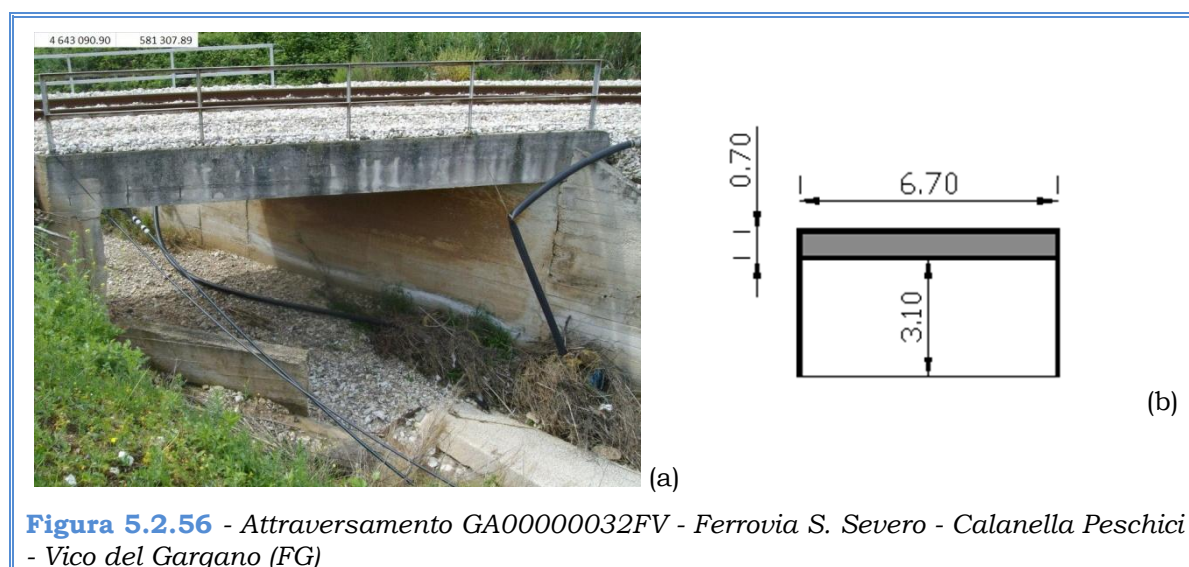 4 643 090.90 581 307.89
0.70
6.70
3.10
(a)
(b)
Figura 5.2.56 - Attraversamento GA00000032FV - Ferrovia S. Severo - Calanella Peschici
- Vico del Gargano (FG)